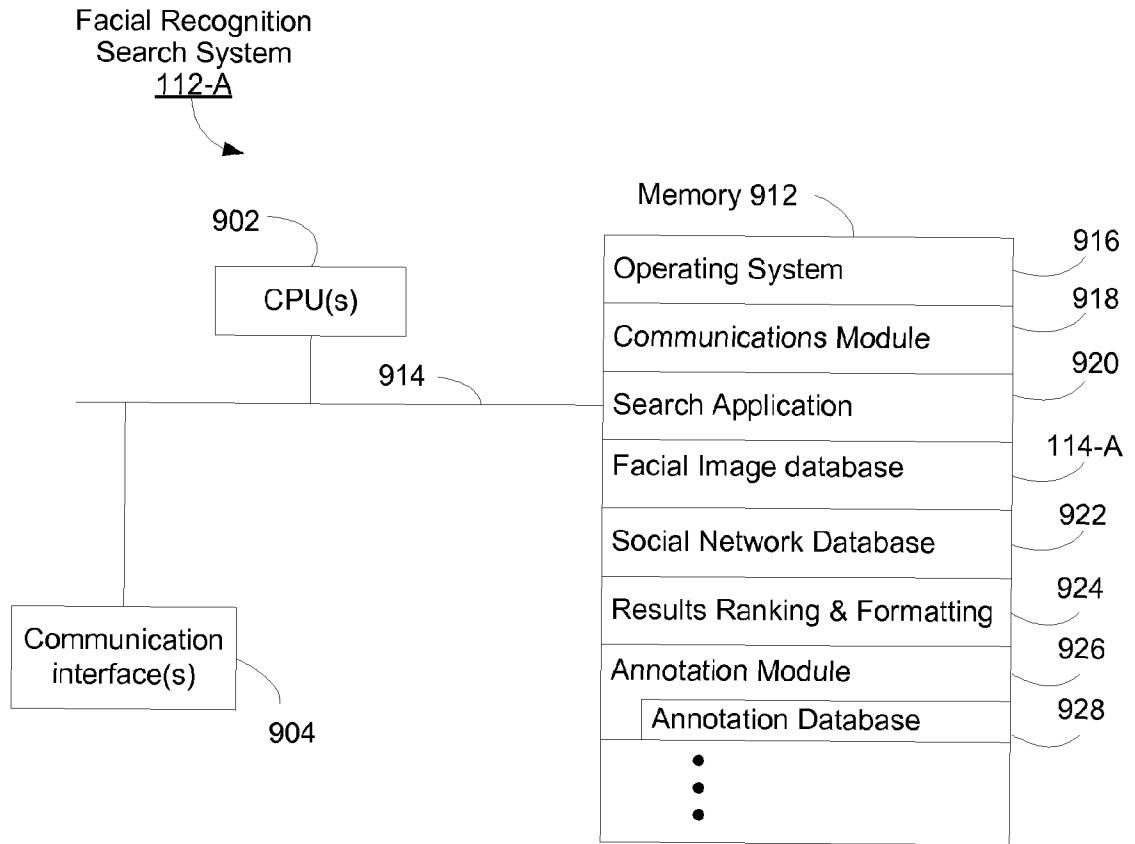 Facial Recognition
Search System
112-A
902
CPU(s)
914
Communication
interface(s)
904
Memory 912
Operating System
916
Communications Module
918
Search Application
920
Facial Image database
114-A
Social Network Database
922
Results Ranking & Formatting
924
Annotation Module
926
Annotation Database
928